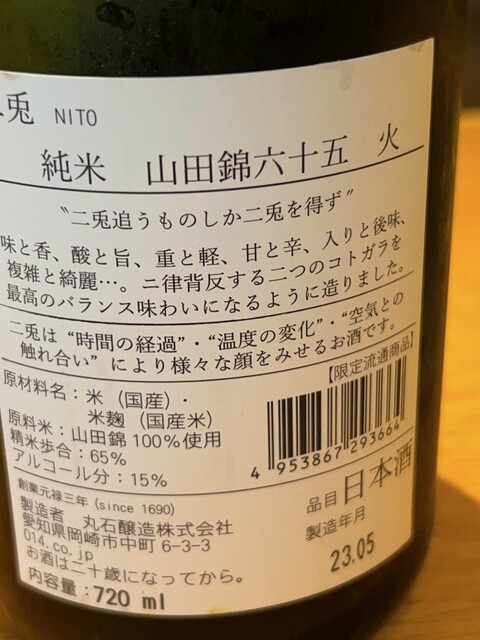 二兎 NITO
純米 山田錦六十五 火
〝二兎追うものしか二兎を得ず〟
味と香、酸と旨、重と軽、甘と辛、入りと後味、
複雑と綺麗…。二律背反する二つのコトガラを
最高のバランス味わいになるように造りました。
二兎は“時間の経過”・“温度の変化”・“空気との
触れ合い”により様々な顔をみせるお酒です。
【限定流通商品】
原材料名：米（国産）・
米麹（国産米）
原料米：山田錦100%使用
精米歩合：65%
アルコール分：15%
4 953867 293664
創業元禄三年 (since 1690)
製造者 丸石醸造株式会社
愛知県岡崎市中町6-3-3
014.co.jp
お酒は二十歳になってから。
内容量：720 ml
品目 日本酒
製造年月
23.05